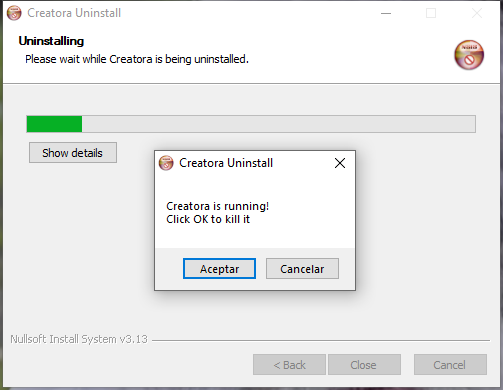 Creatora Uninstall
Uninstalling
Please wait while Creatora is being uninstalled.
Show details
Creatora Uninstall
Creatora is running!
Click OK to kill it
Aceptar
Cancelar
Nullsoft Install System v3.13
< Back
Close
Cancel